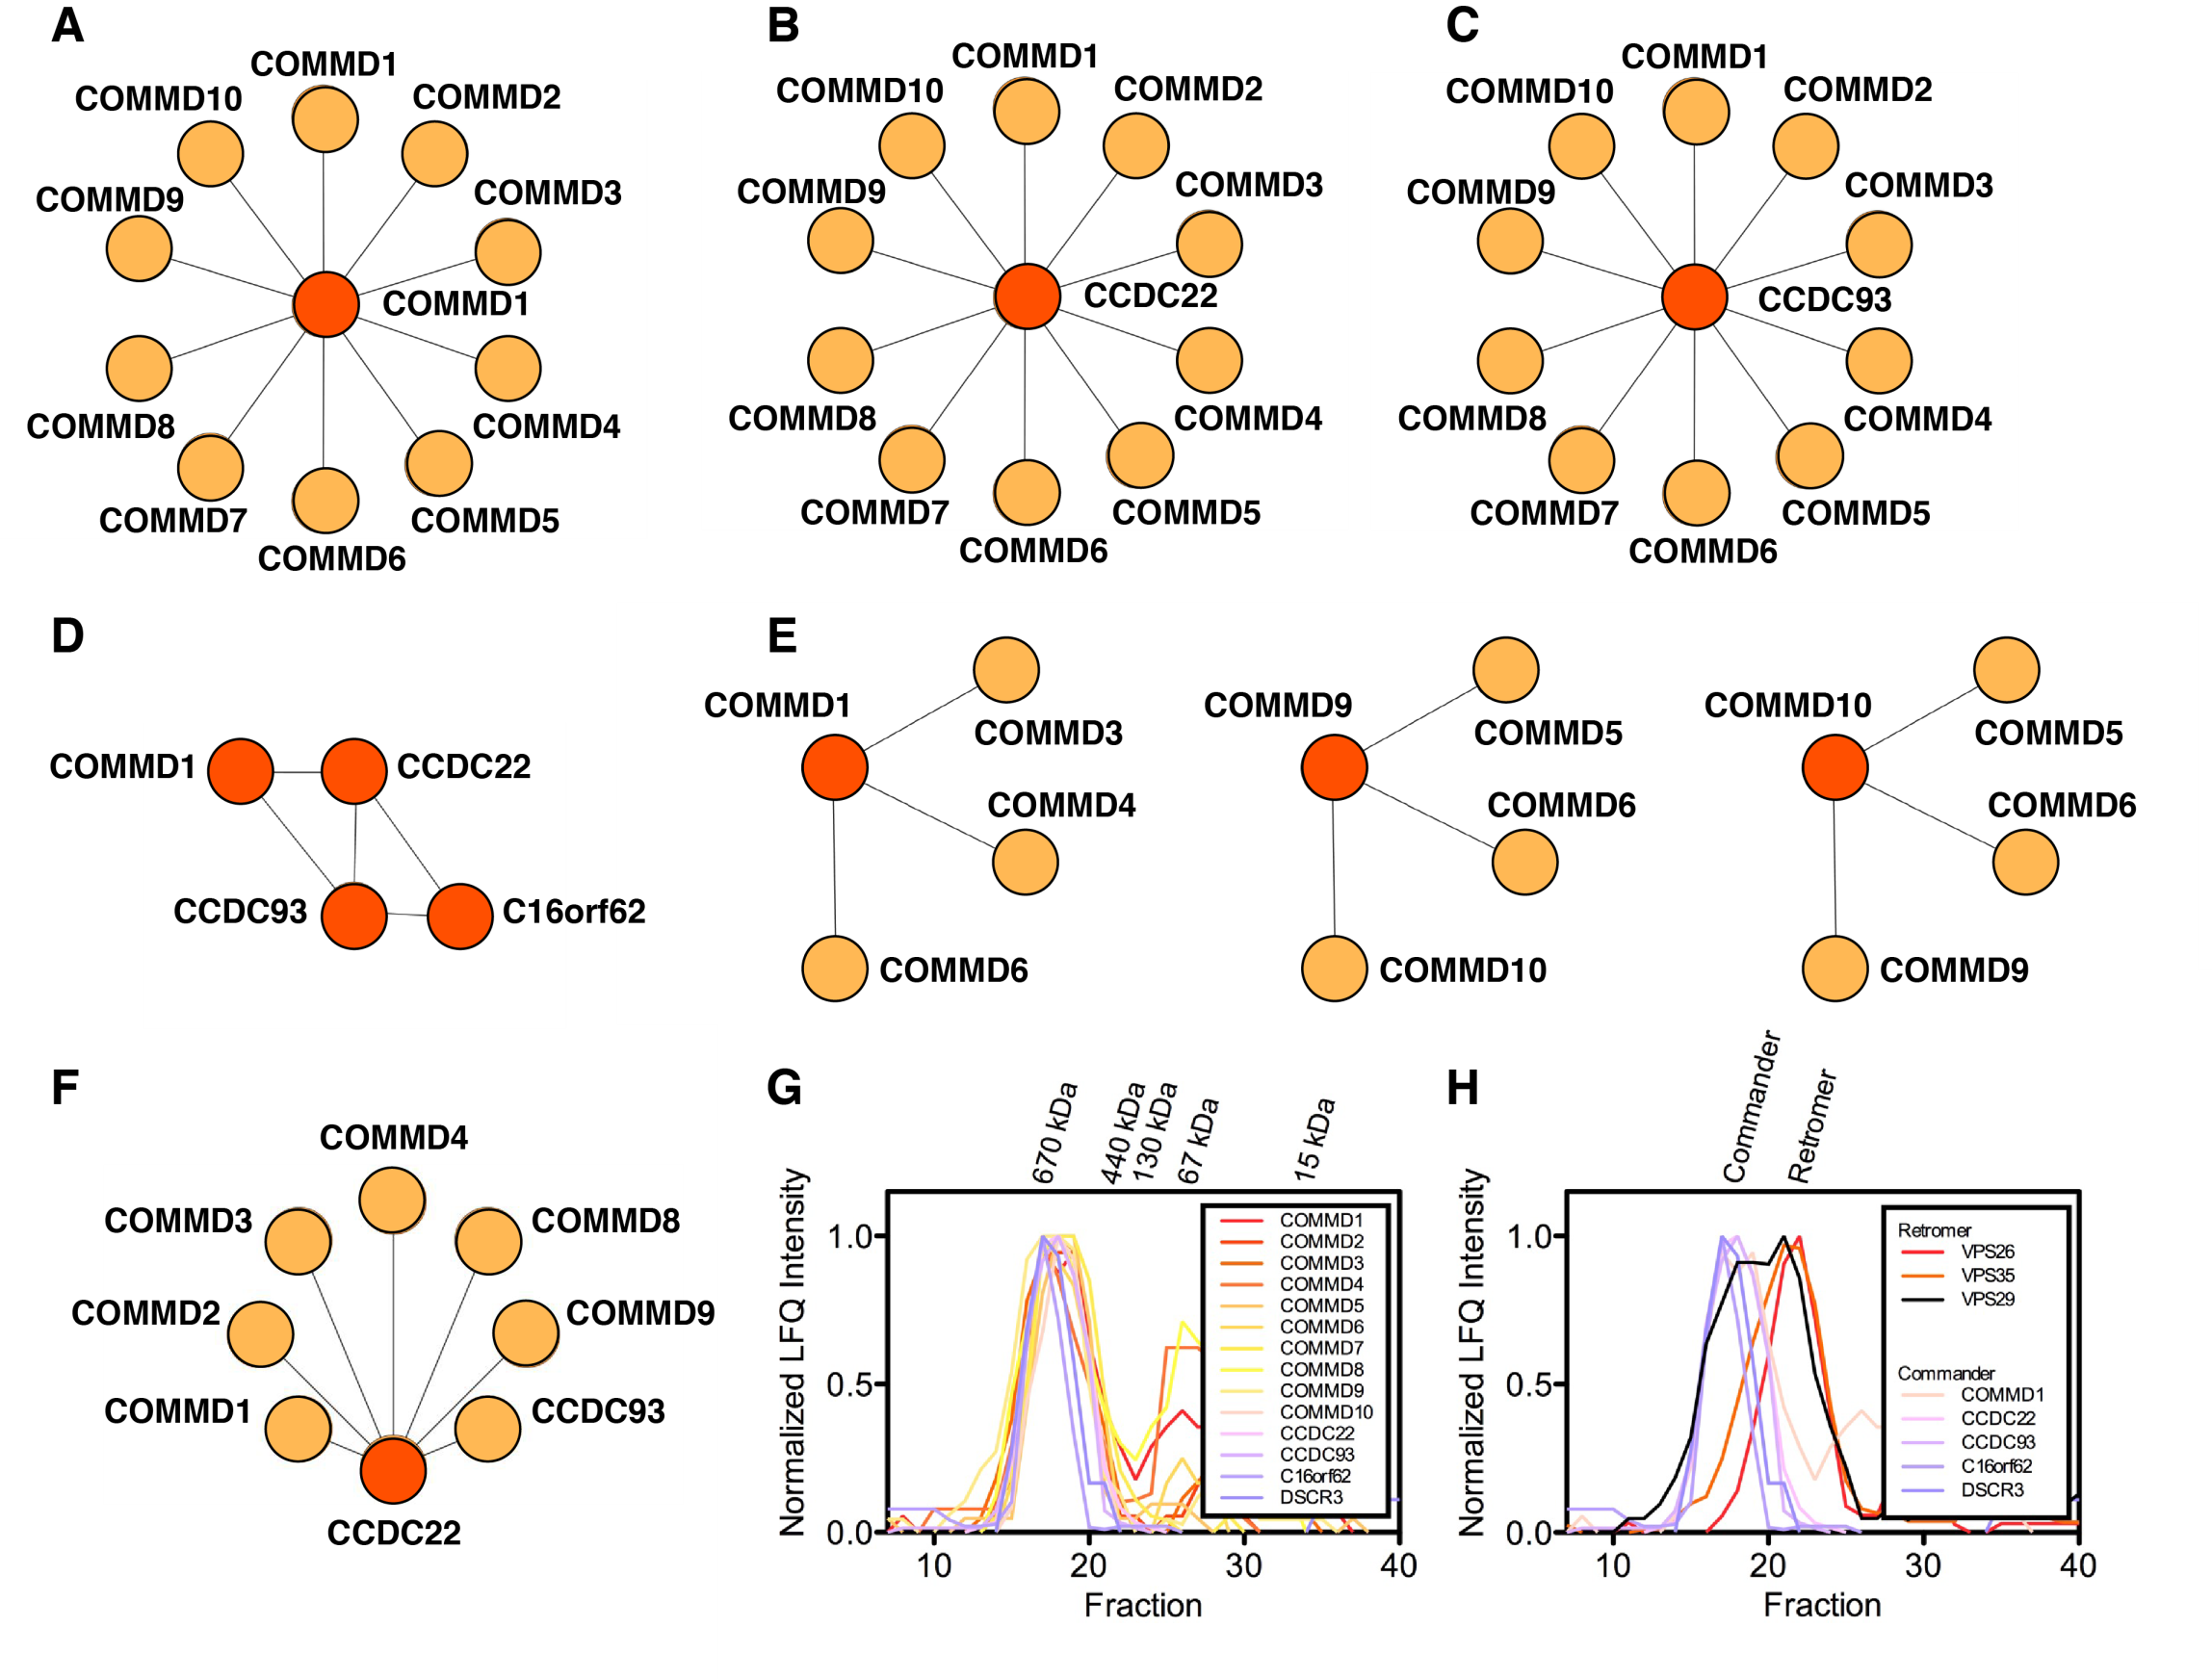 A
COMMD1
COMMD2
COMMD3
COMMD1
COMMD4
COMMD5
COMMD6
COMMD7
COMMD8
COMMD9
COMMD10
B
COMMD1
COMMD2
COMMD3
CCDC22
COMMD4
COMMD5
COMMD6
COMMD7
COMMD8
COMMD9
COMMD10
C
COMMD1
COMMD2
COMMD3
CCDC93
COMMD4
COMMD5
COMMD6
COMMD7
COMMD8
COMMD9
COMMD10
D
COMMD1
CCDC22
CCDC93
C16orf62
E
COMMD1
COMMD3
COMMD4
COMMD6
COMMD9
COMMD5
COMMD6
COMMD10
COMMD10
COMMD5
COMMD6
COMMD9
F
COMMD4
COMMD3
COMMD8
COMMD2
COMMD9
COMMD1
CCDC93
CCDC22
G
670 kDa
440 kDa
130 kDa
67 kDa
15 kDa
Normalized LFQ Intensity
1.0
0.5
0.0
10
20
30
40
Fraction
COMMD1
COMMD2
COMMD3
COMMD4
COMMD5
COMMD6
COMMD7
COMMD8
COMMD9
COMMD10
CCDC22
CCDC93
C16orf62
DSCR3
H
Commander
Retromer
Normalized LFQ Intensity
1.0
0.5
0.0
10
20
30
40
Fraction
Retromer
VPS26
VPS35
VPS29
Commander
COMMD1
CCDC22
CCDC93
C16orf62
DSCR3